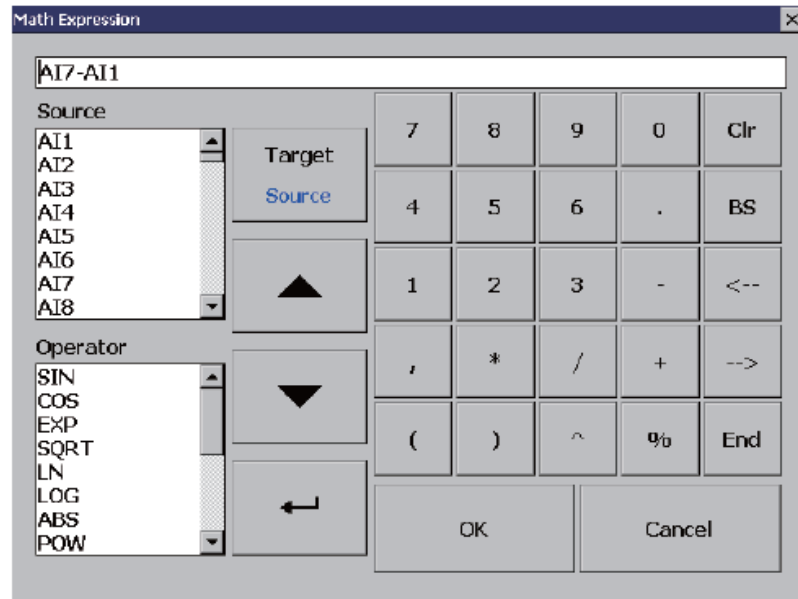 Math Expression
AI7-AI1
Source
AI1
AI2
AI3
AI4
AI5
AI6
AI7
AI8
Target
Source
7 8 9 0 Clr
4 5 6 . BS
1 2 3 - <--
, * / + -->
( ) ^ % End
Operator
SIN
COS
EXP
SQRT
LN
LOG
ABS
POW
OK Cancel